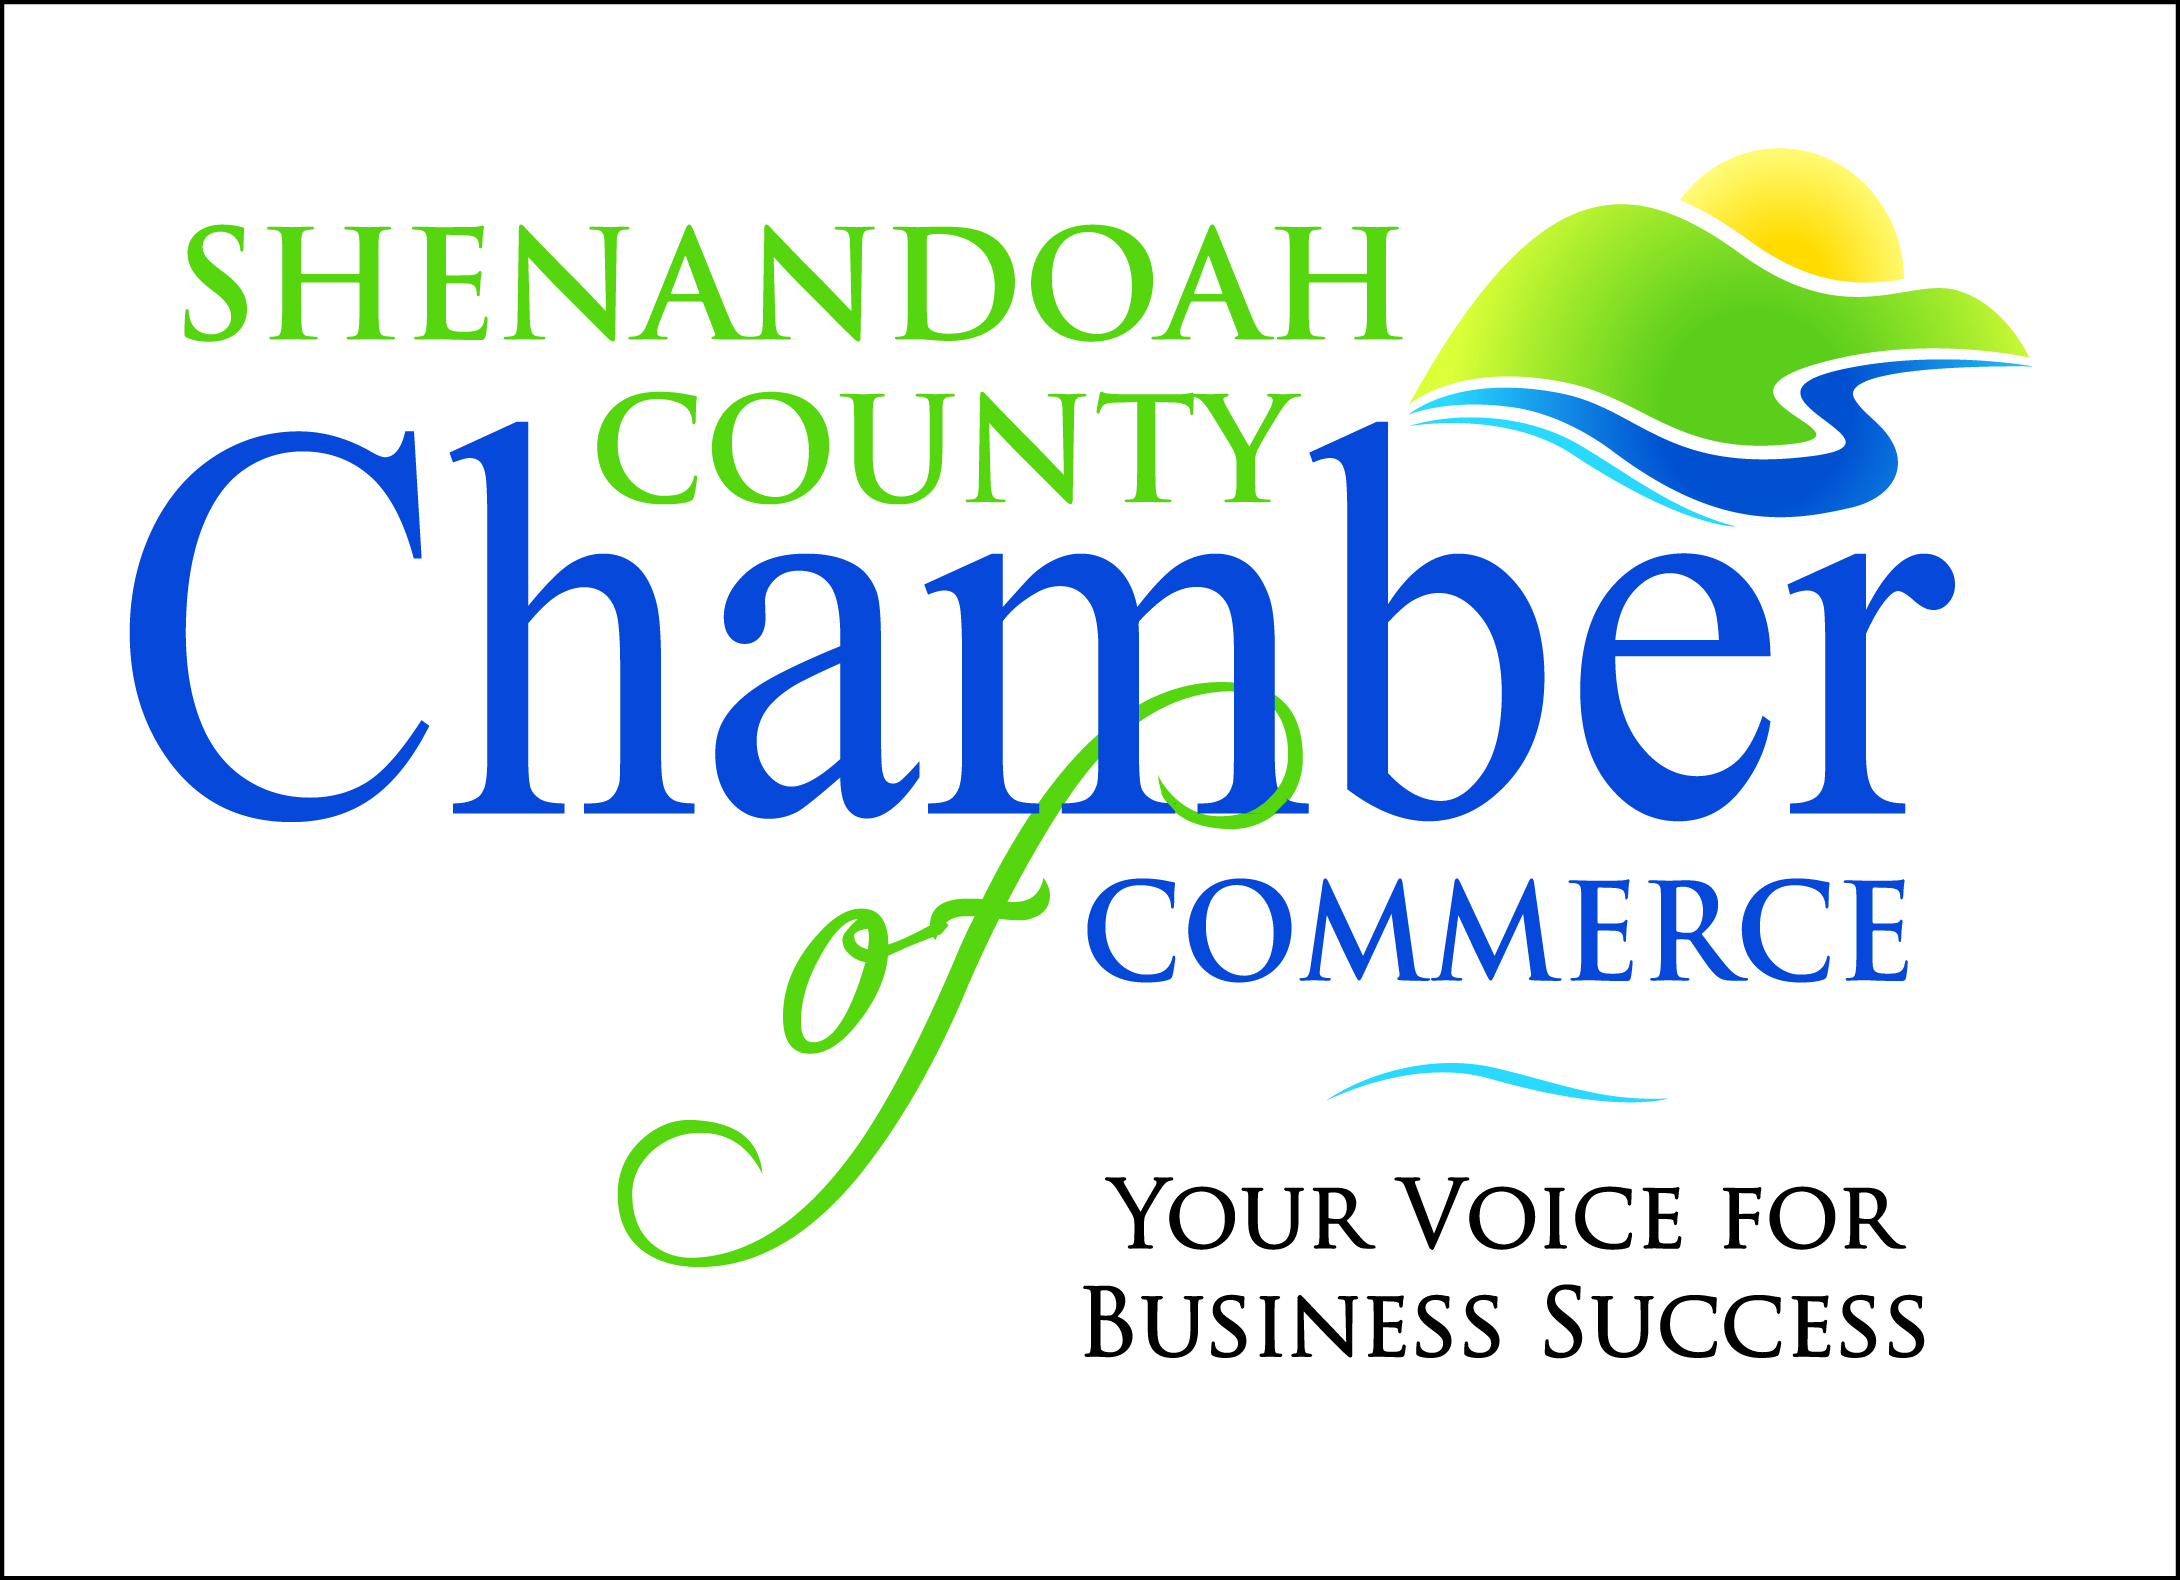 SHENANDOAH
COUNTY
Chamber
of COMMERCE
YOUR VOICE FOR
BUSINESS SUCCESS